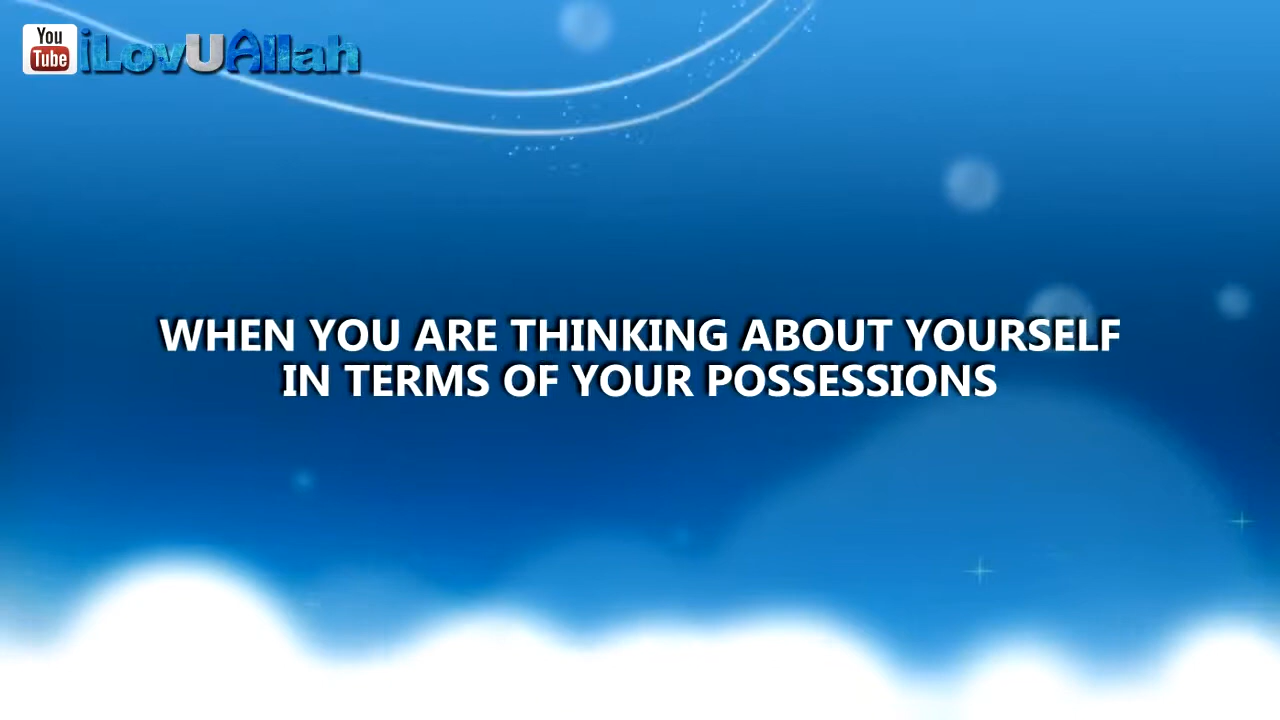 You
Tube
iLovUAllah
WHEN YOU ARE THINKING ABOUT YOURSELF
IN TERMS OF YOUR POSSESSIONS